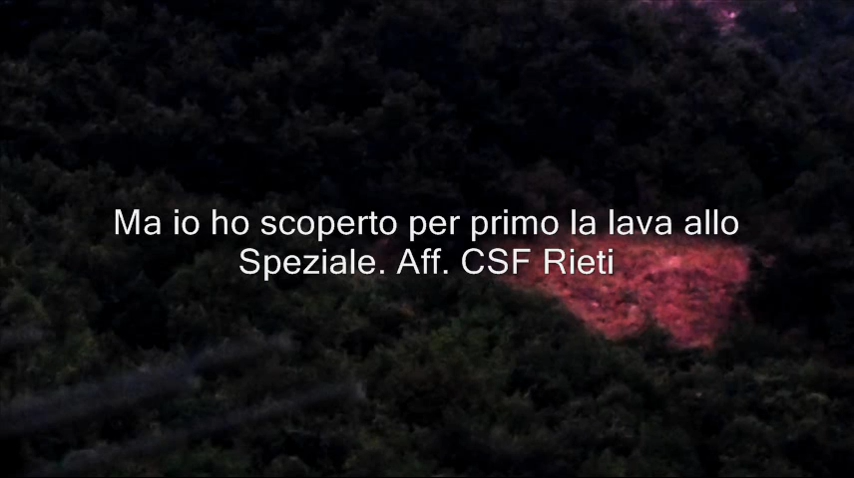 Ma io ho scoperto per primo la lava allo
Speziale. Aff. CSF Rieti